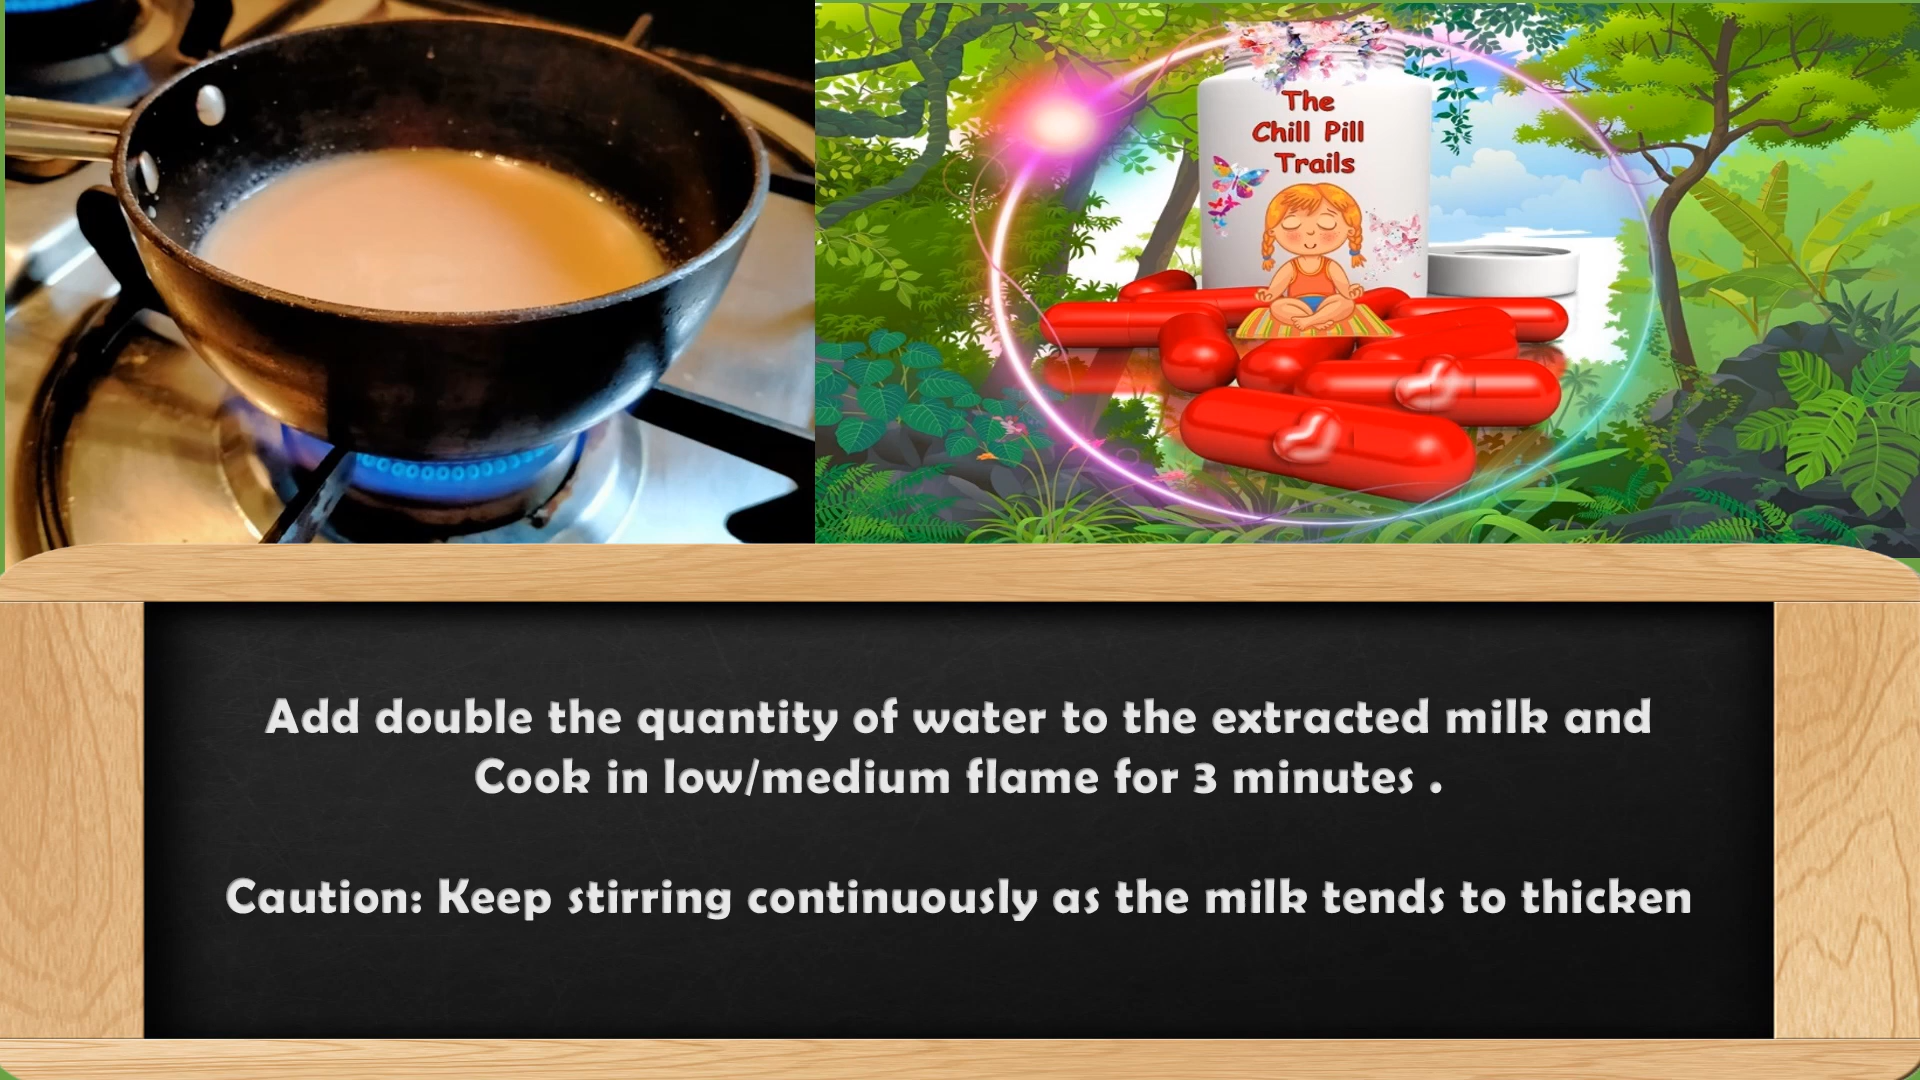 The
Chill Pill
Trails
Add double the quantity of water to the extracted milk and
Cook in low/medium flame for 3 minutes .
Caution: Keep stirring continuously as the milk tends to thicken